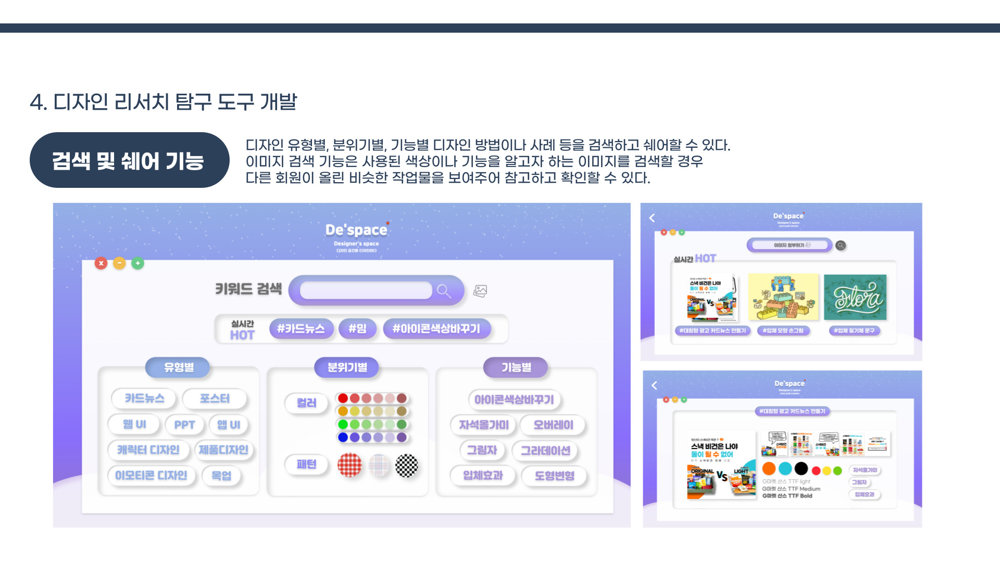 4. 디자인 리서치 탐구 도구 개발
검색 및 쉐어 기능
디자인 유형별, 분위기별, 기능별 디자인 방법이나 사례 등을 검색하고 쉐어할 수 있다.
이미지 검색 기능은 사용된 색상이나 기능을 알고자 하는 이미지를 검색할 경우
다른 회원이 올린 비슷한 작업물을 보여주어 참고하고 확인할 수 있다.
De'space
Designer's space
디자인 공간을 디자인하다
키워드 검색
실시간
HOT
#카드뉴스 #밈 #아이콘색상바꾸기
유형별
카드뉴스 포스터
웹 UI PPT 앱 UI
캐릭터 디자인 제품디자인
이모티콘 디자인 목업
분위기별
컬러
패턴
기능별
아이콘색상바꾸기
자석올가미 오버레이
그림자 그라데이션
입체효과 도형변형
De'space
Designer's space
이미지 첨부하기
실시간 HOT
스낵 비건은 나야
둘이 될 수 없어
ORIGINAL VS LIGHT
Flora
#대칭형 광고 카드뉴스 만들기 #입체 모형 손그림 #입체 필기체 문구
De'space
Designer's space
#대칭형 광고 카드뉴스 만들기
당신의 스낵비건 픽은?
스낵 비건은 나야
둘이 될 수 없어
ORIGINAL VS LIGHT
G마켓 산스 TTF light
G마켓 산스 TTF Medium
G마켓 산스 TTF Bold
자석올가미
그림자
입체효과